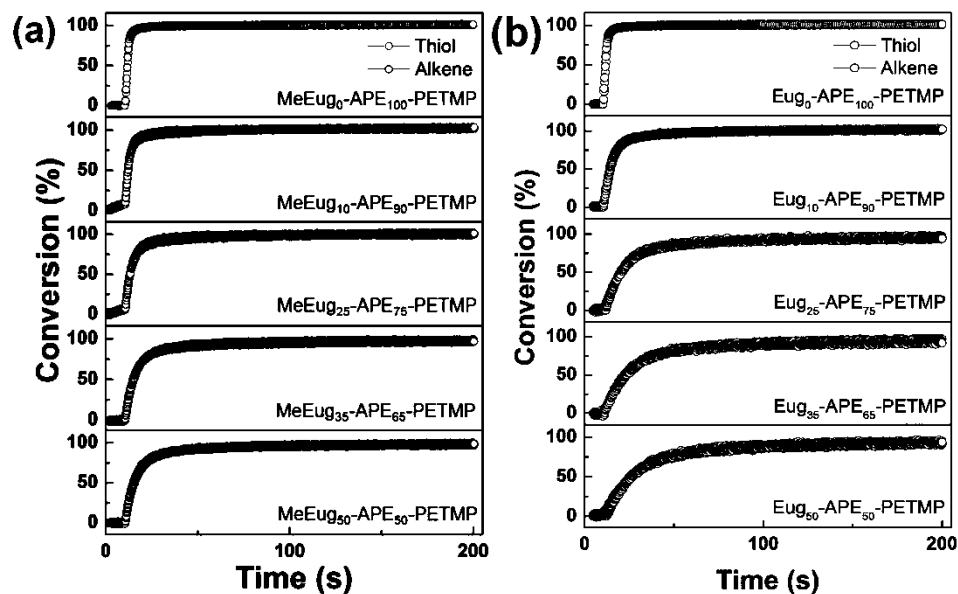 (a)
Conversion (%)
100
50
0
Thiol
Alkene
MeEug₀-APE₁₀₀-PETMP
100
50
0
MeEug₁₀-APE₉₀-PETMP
100
50
0
MeEug₂₅-APE₇₅-PETMP
100
50
0
MeEug₃₅-APE₆₅-PETMP
100
50
0
MeEug₅₀-APE₅₀-PETMP
0 100 200
Time (s)
(b)
Conversion (%)
100
50
0
Thiol
Alkene
Eug₀-APE₁₀₀-PETMP
100
50
0
Eug₁₀-APE₉₀-PETMP
100
50
0
Eug₂₅-APE₇₅-PETMP
100
50
0
Eug₃₅-APE₆₅-PETMP
100
50
0
Eug₅₀-APE₅₀-PETMP
0 100 200
Time (s)